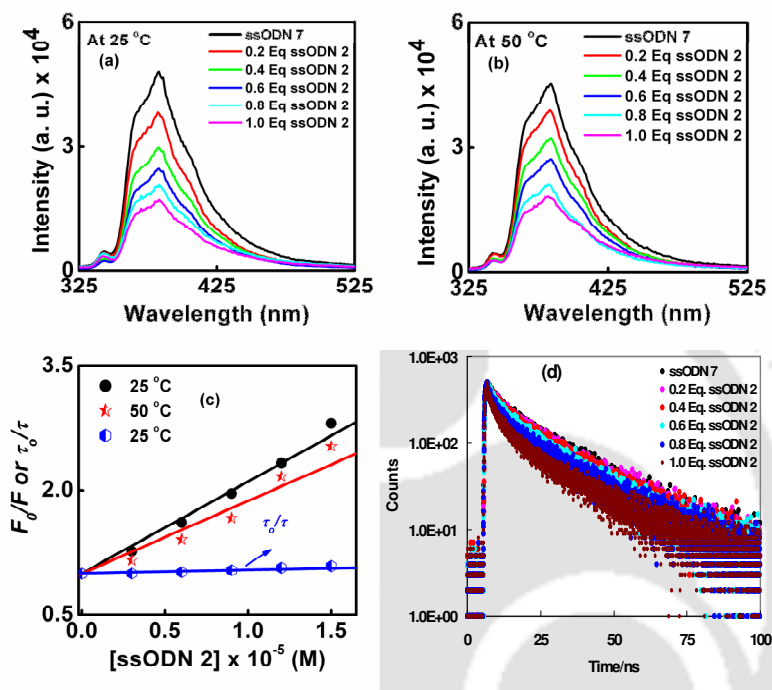 At 25 °C
(a)
ssODN 7
0.2 Eq ssODN 2
0.4 Eq ssODN 2
0.6 Eq ssODN 2
0.8 Eq ssODN 2
1.0 Eq ssODN 2
Intensity (a. u.) x 10⁴
6
3
0
325
425
525
Wavelength (nm)
At 50 °C
(b)
ssODN 7
0.2 Eq ssODN 2
0.4 Eq ssODN 2
0.6 Eq ssODN 2
0.8 Eq ssODN 2
1.0 Eq ssODN 2
Intensity (a. u.) x 10⁴
6
3
0
325
425
525
Wavelength (nm)
(c)
25 °C
50 °C
25 °C
F₀/F or τₒ/τ
3.5
2.0
0.5
τₒ/τ
0.0
0.5
1.0
1.5
[ssODN 2] x 10⁻⁵ (M)
(d)
ssODN 7
0.2 Eq. ssODN 2
0.4 Eq. ssODN 2
0.6 Eq. ssODN 2
0.8 Eq. ssODN 2
1.0 Eq. ssODN 2
Counts
1.0E+03
1.0E+02
1.0E+01
1.0E+00
0
25
50
75
100
Time/ns